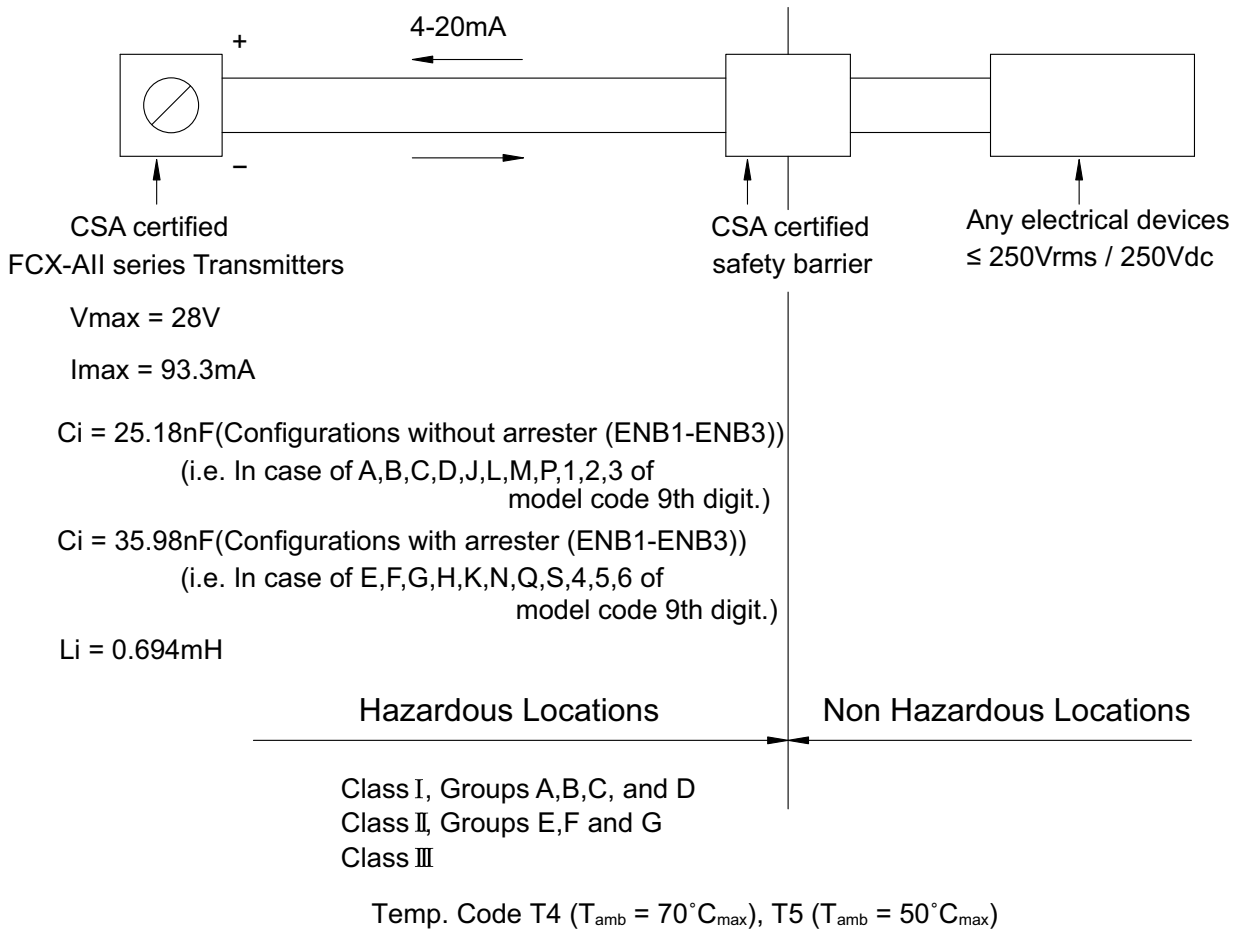 4-20mA
+
−
CSA certified
FCX-AII series Transmitters
CSA certified
safety barrier
Any electrical devices
≤ 250Vrms / 250Vdc
Vmax = 28V
Imax = 93.3mA
Ci = 25.18nF(Configurations without arrester (ENB1-ENB3))
(i.e. In case of A,B,C,D,J,L,M,P,1,2,3 of
model code 9th digit.)
Ci = 35.98nF(Configurations with arrester (ENB1-ENB3))
(i.e. In case of E,F,G,H,K,N,Q,S,4,5,6 of
model code 9th digit.)
Li = 0.694mH
Hazardous Locations
Non Hazardous Locations
Class Ⅰ, Groups A,B,C, and D
Class Ⅱ, Groups E,F and G
Class Ⅲ
Temp. Code T4 (Tamb = 70˚Cmax), T5 (Tamb = 50˚Cmax)